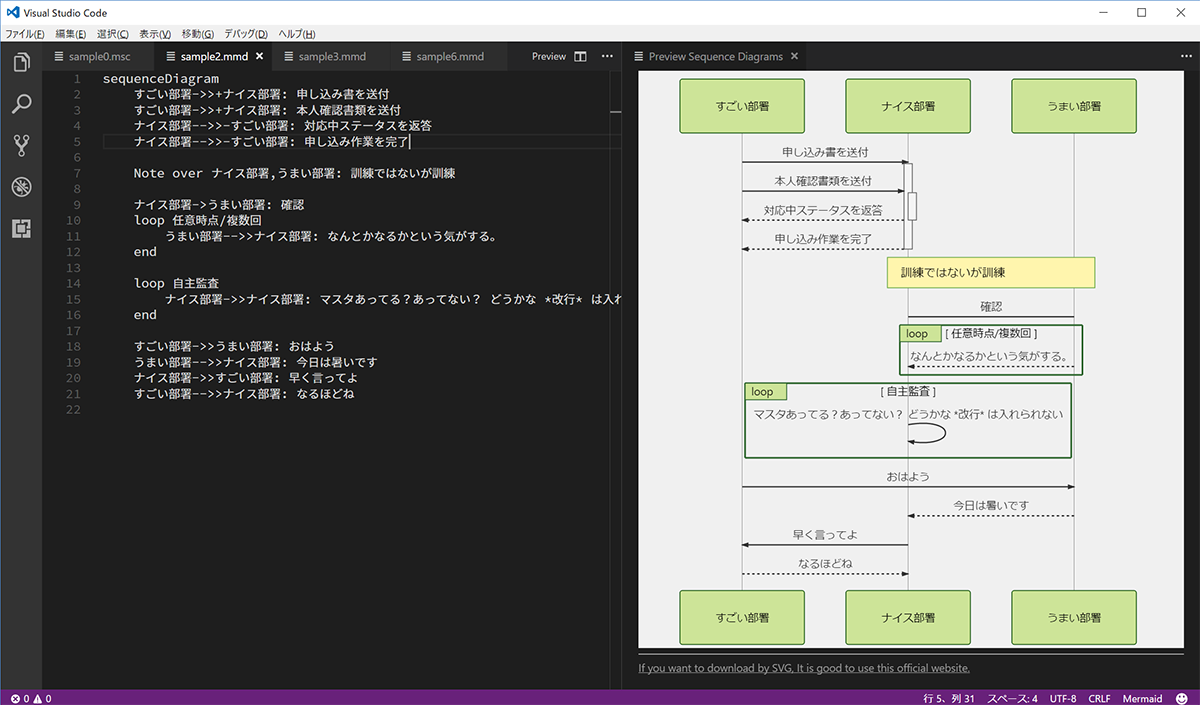 Visual Studio Code
ファイル(F) 編集(E) 選択(C) 表示(V) 移動(G) デバッグ(D) ヘルプ(H)
sample0.msc sample2.mmd sample3.mmd sample6.mmd Preview
1 sequenceDiagram
2 すごい部署->>+ナイス部署: 申し込み書を送付
3 すごい部署->>+ナイス部署: 本人確認書類を送付
4 ナイス部署-->>-すごい部署: 対応中ステータスを返答
5 ナイス部署-->>-すごい部署: 申し込み作業を完了
6
7 Note over ナイス部署,うまい部署: 訓練ではないが訓練
8
9 ナイス部署->うまい部署: 確認
10 loop 任意時点/複数回
11 うまい部署-->>ナイス部署: なんとかなるかという気がする。
12 end
13
14 loop 自主監査
15 ナイス部署->>ナイス部署: マスタあってる？あってない？ どうかな *改行* は入れ
16 end
17
18 すごい部署->>うまい部署: おはよう
19 うまい部署-->>ナイス部署: 今日は暑いです
20 ナイス部署->>すごい部署: 早く言ってよ
21 すごい部署-->>ナイス部署: なるほどね
22
Preview Sequence Diagrams
すごい部署 ナイス部署 うまい部署
申し込み書を送付
本人確認書類を送付
対応中ステータスを返答
申し込み作業を完了
訓練ではないが訓練
確認
loop [ 任意時点/複数回 ]
なんとかなるかという気がする。
loop [ 自主監査 ]
マスタあってる？あってない？ どうかな *改行* は入れられない
おはよう
今日は暑いです
早く言ってよ
なるほどね
すごい部署 ナイス部署 うまい部署
If you want to download by SVG, It is good to use this official website.
0 0 行 5、列 31 スペース: 4 UTF-8 CRLF Mermaid